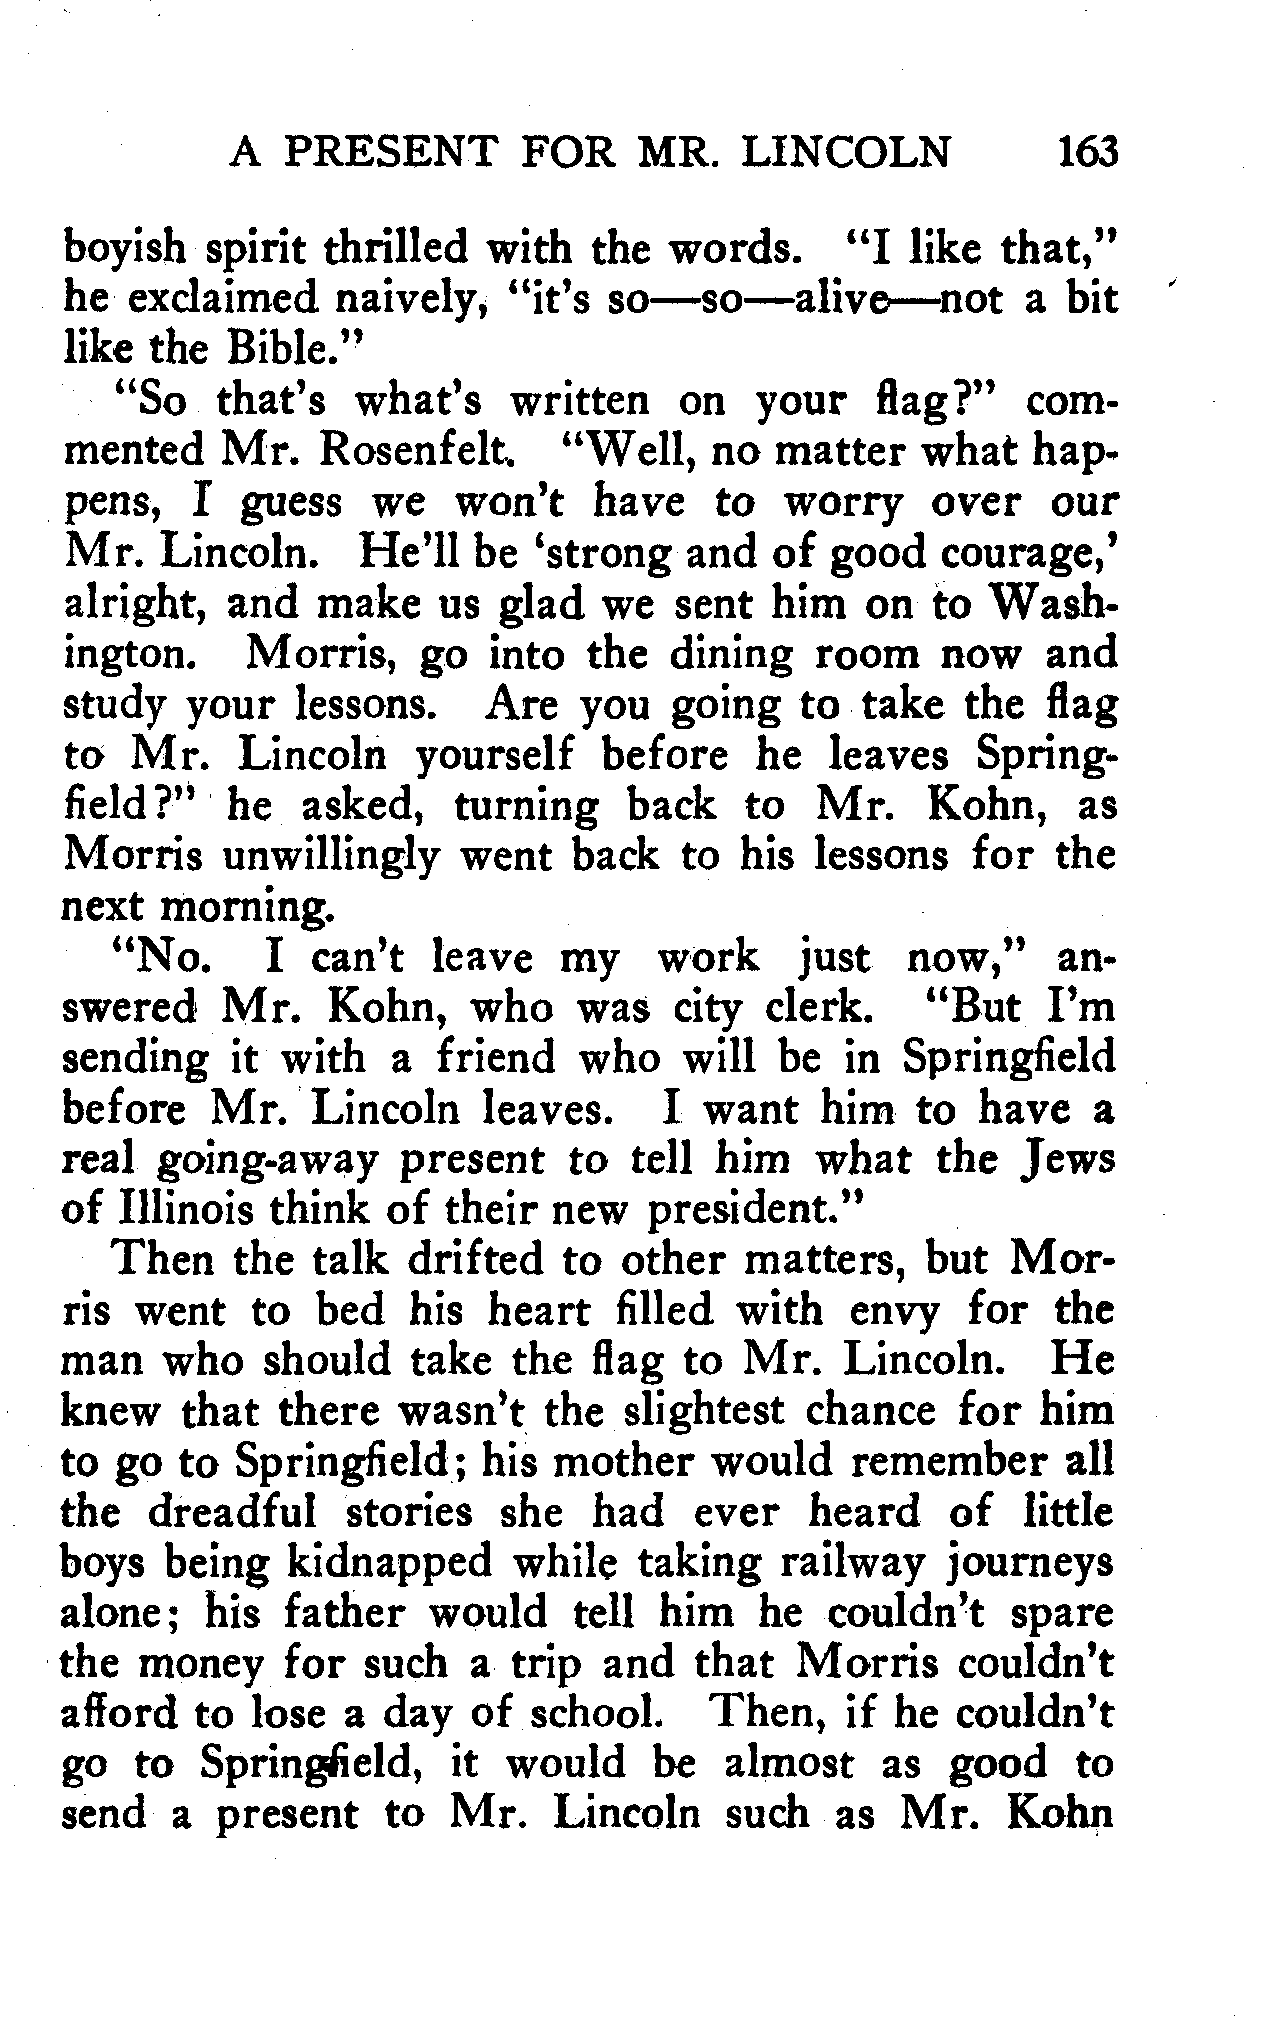 A PRESENT FOR MR. LINCOLN 163
boyish spirit thrilled with the words. "I like that,"
he exclaimed naively, "it's so—so—alive—not a bit
like the Bible."
"So that's what's written on your flag?" com-
mented Mr. Rosenfelt. "Well, no matter what hap-
pens, I guess we won't have to worry over our
Mr. Lincoln. He'll be 'strong and of good courage,'
alright, and make us glad we sent him on to Wash-
ington. Morris, go into the dining room now and
study your lessons. Are you going to take the flag
to Mr. Lincoln yourself before he leaves Spring-
field?" he asked, turning back to Mr. Kohn, as
Morris unwillingly went back to his lessons for the
next morning.
"No. I can't leave my work just now," an-
swered Mr. Kohn, who was city clerk. "But I'm
sending it with a friend who will be in Springfield
before Mr. Lincoln leaves. I want him to have a
real going-away present to tell him what the Jews
of Illinois think of their new president."
Then the talk drifted to other matters, but Mor-
ris went to bed his heart filled with envy for the
man who should take the flag to Mr. Lincoln. He
knew that there wasn't the slightest chance for him
to go to Springfield; his mother would remember all
the dreadful stories she had ever heard of little
boys being kidnapped while taking railway journeys
alone; his father would tell him he couldn't spare
the money for such a trip and that Morris couldn't
afford to lose a day of school. Then, if he couldn't
go to Springfield, it would be almost as good to
send a present to Mr. Lincoln such as Mr. Kohn